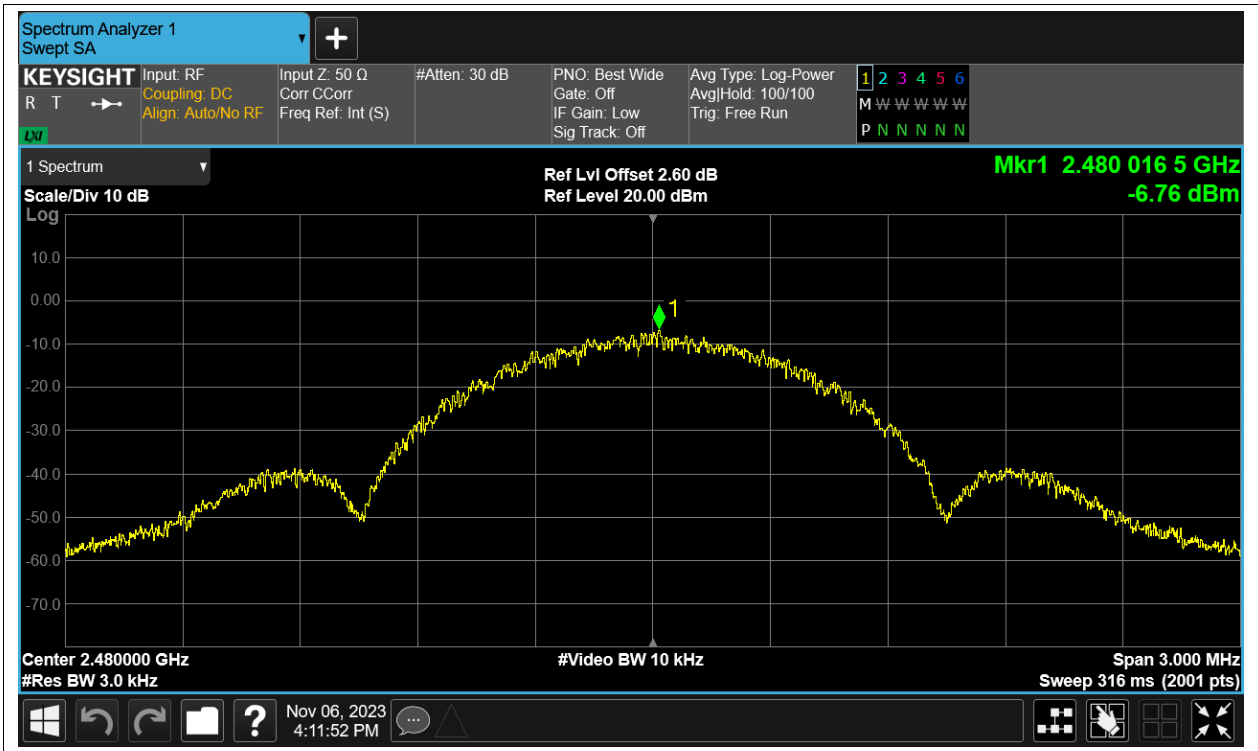 Spectrum Analyzer 1
Swept SA
+
KEYSIGHT
R T
LXI
Input: RF
Coupling: DC
Align: Auto/No RF
Input Z: 50 Ω
Corr CCorr
Freq Ref: Int (S)
#Atten: 30 dB
PNO: Best Wide
Gate: Off
IF Gain: Low
Sig Track: Off
Avg Type: Log-Power
Avg|Hold: 100/100
Trig: Free Run
1 2 3 4 5 6
M W W W W W
P N N N N N
1 Spectrum
Scale/Div 10 dB
Log
Ref Lvl Offset 2.60 dB
Ref Level 20.00 dBm
Mkr1 2.480 016 5 GHz
-6.76 dBm
10.0
0.00
-10.0
-20.0
-30.0
-40.0
-50.0
-60.0
-70.0
1
Center 2.480000 GHz
#Res BW 3.0 kHz
#Video BW 10 kHz
Span 3.000 MHz
Sweep 316 ms (2001 pts)
?
Nov 06, 2023
4:11:52 PM